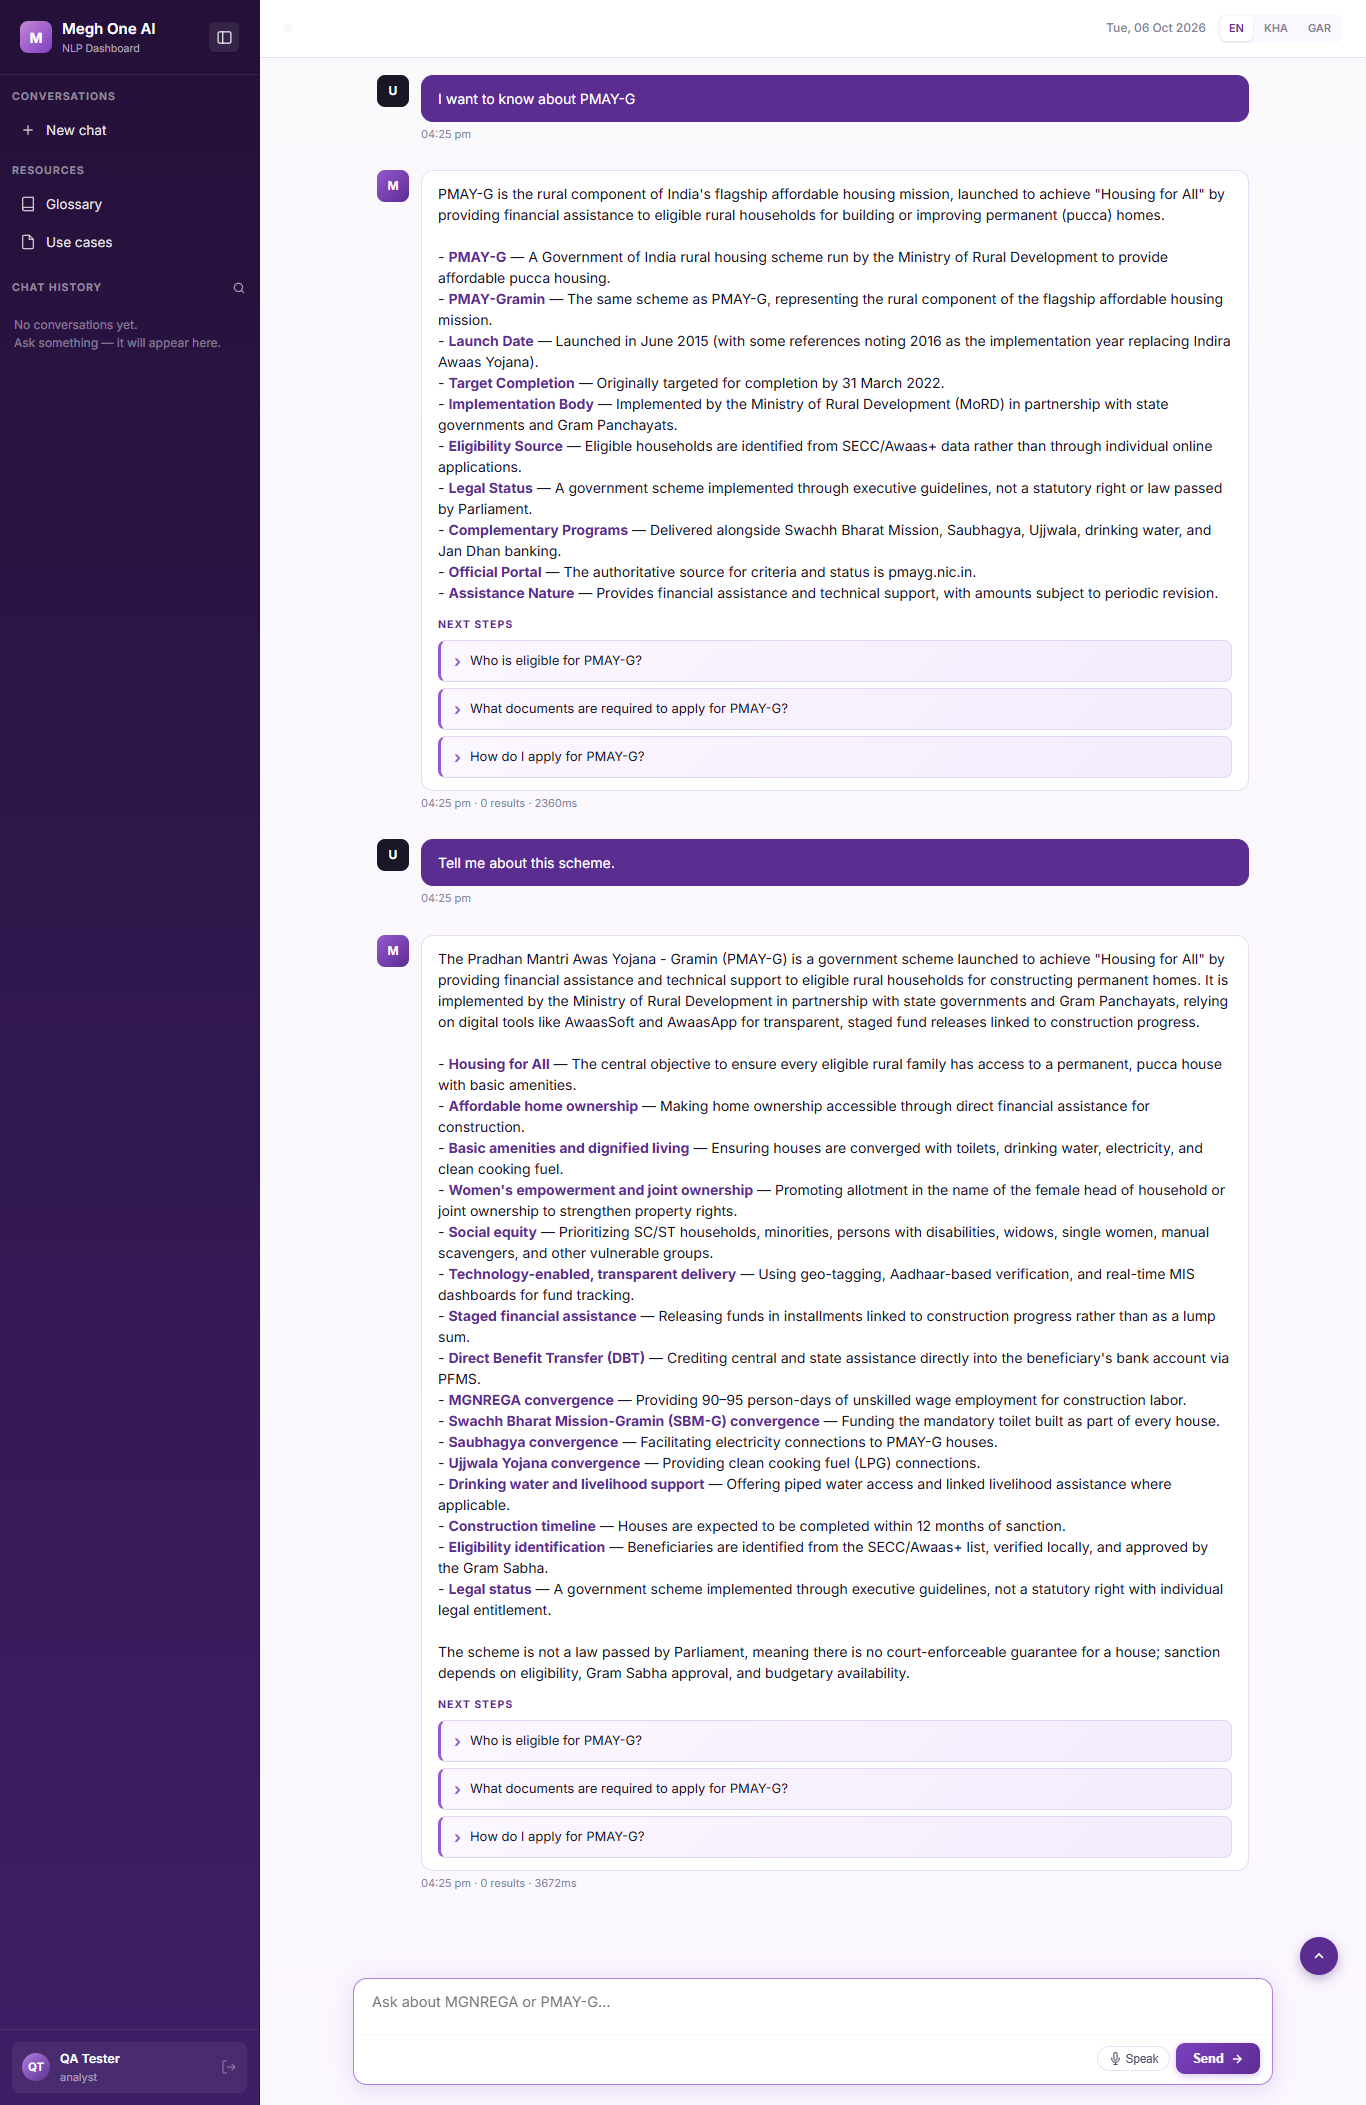 M
Megh One AI
NLP Dashboard
CONVERSATIONS
New chat
RESOURCES
Glossary
Use cases
CHAT HISTORY
No conversations yet.
Ask something — it will appear here.
QT
QA Tester
analyst
Tue, 06 Oct 2026
EN
KHA
GAR
U
I want to know about PMAY-G
04:25 pm
M
PMAY-G is the rural component of India's flagship affordable housing mission, launched to achieve "Housing for All" by
providing financial assistance to eligible rural households for building or improving permanent (pucca) homes.
- PMAY-G — A Government of India rural housing scheme run by the Ministry of Rural Development to provide
affordable pucca housing.
- PMAY-Gramin — The same scheme as PMAY-G, representing the rural component of the flagship affordable housing
mission.
- Launch Date — Launched in June 2015 (with some references noting 2016 as the implementation year replacing Indira
Awaas Yojana).
- Target Completion — Originally targeted for completion by 31 March 2022.
- Implementation Body — Implemented by the Ministry of Rural Development (MoRD) in partnership with state
governments and Gram Panchayats.
- Eligibility Source — Eligible households are identified from SECC/Awaas+ data rather than through individual online
applications.
- Legal Status — A government scheme implemented through executive guidelines, not a statutory right or law passed
by Parliament.
- Complementary Programs — Delivered alongside Swachh Bharat Mission, Saubhagya, Ujjwala, drinking water, and
Jan Dhan banking.
- Official Portal — The authoritative source for criteria and status is pmayg.nic.in.
- Assistance Nature — Provides financial assistance and technical support, with amounts subject to periodic revision.
NEXT STEPS
› Who is eligible for PMAY-G?
› What documents are required to apply for PMAY-G?
› How do I apply for PMAY-G?
04:25 pm · 0 results · 2360ms
U
Tell me about this scheme.
04:25 pm
M
The Pradhan Mantri Awas Yojana - Gramin (PMAY-G) is a government scheme launched to achieve "Housing for All" by
providing financial assistance and technical support to eligible rural households for constructing permanent homes. It is
implemented by the Ministry of Rural Development in partnership with state governments and Gram Panchayats, relying
on digital tools like AwaasSoft and AwaasApp for transparent, staged fund releases linked to construction progress.
- Housing for All — The central objective to ensure every eligible rural family has access to a permanent, pucca house
with basic amenities.
- Affordable home ownership — Making home ownership accessible through direct financial assistance for
construction.
- Basic amenities and dignified living — Ensuring houses are converged with toilets, drinking water, electricity, and
clean cooking fuel.
- Women's empowerment and joint ownership — Promoting allotment in the name of the female head of household or
joint ownership to strengthen property rights.
- Social equity — Prioritizing SC/ST households, minorities, persons with disabilities, widows, single women, manual
scavengers, and other vulnerable groups.
- Technology-enabled, transparent delivery — Using geo-tagging, Aadhaar-based verification, and real-time MIS
dashboards for fund tracking.
- Staged financial assistance — Releasing funds in installments linked to construction progress rather than as a lump
sum.
- Direct Benefit Transfer (DBT) — Crediting central and state assistance directly into the beneficiary's bank account via
PFMS.
- MGNREGA convergence — Providing 90–95 person-days of unskilled wage employment for construction labor.
- Swachh Bharat Mission-Gramin (SBM-G) convergence — Funding the mandatory toilet built as part of every house.
- Saubhagya convergence — Facilitating electricity connections to PMAY-G houses.
- Ujjwala Yojana convergence — Providing clean cooking fuel (LPG) connections.
- Drinking water and livelihood support — Offering piped water access and linked livelihood assistance where
applicable.
- Construction timeline — Houses are expected to be completed within 12 months of sanction.
- Eligibility identification — Beneficiaries are identified from the SECC/Awaas+ list, verified locally, and approved by
the Gram Sabha.
- Legal status — A government scheme implemented through executive guidelines, not a statutory right with individual
legal entitlement.
The scheme is not a law passed by Parliament, meaning there is no court-enforceable guarantee for a house; sanction
depends on eligibility, Gram Sabha approval, and budgetary availability.
NEXT STEPS
› Who is eligible for PMAY-G?
› What documents are required to apply for PMAY-G?
› How do I apply for PMAY-G?
04:25 pm · 0 results · 3672ms
Ask about MGNREGA or PMAY-G...
Speak
Send →